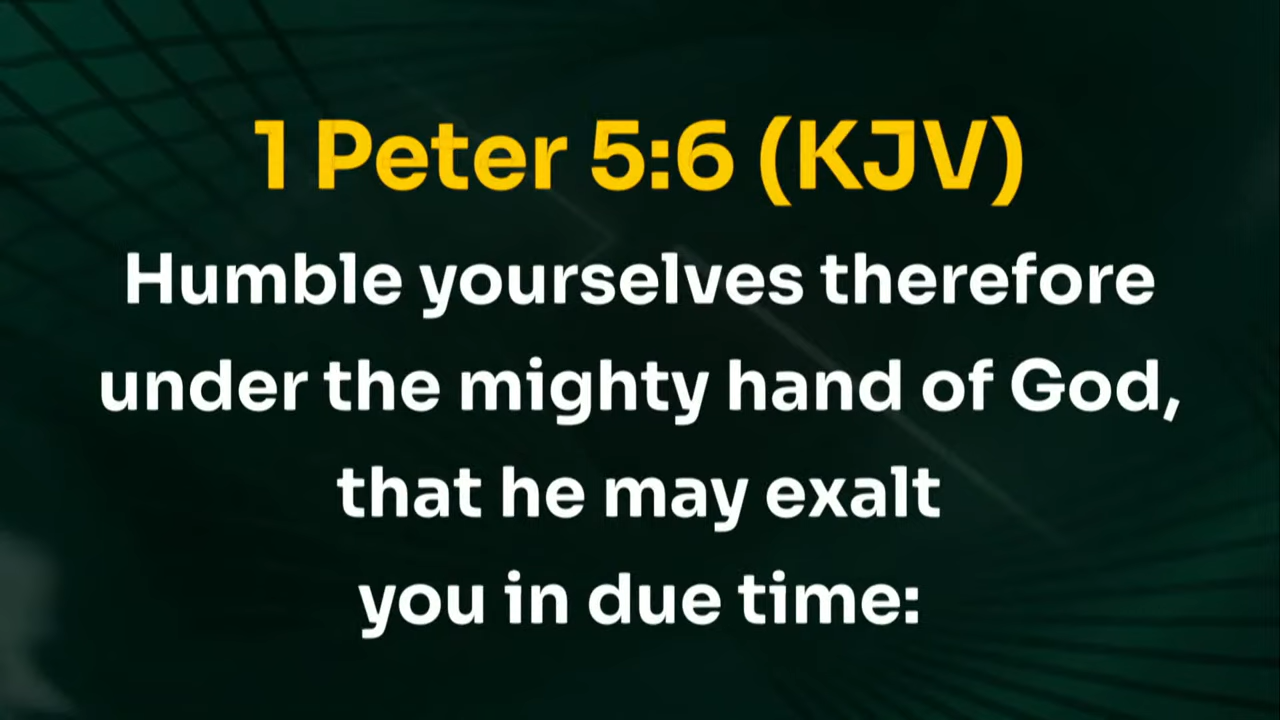 1 Peter 5:6 (KJV)
Humble yourselves therefore
under the mighty hand of God,
that he may exalt
you in due time: